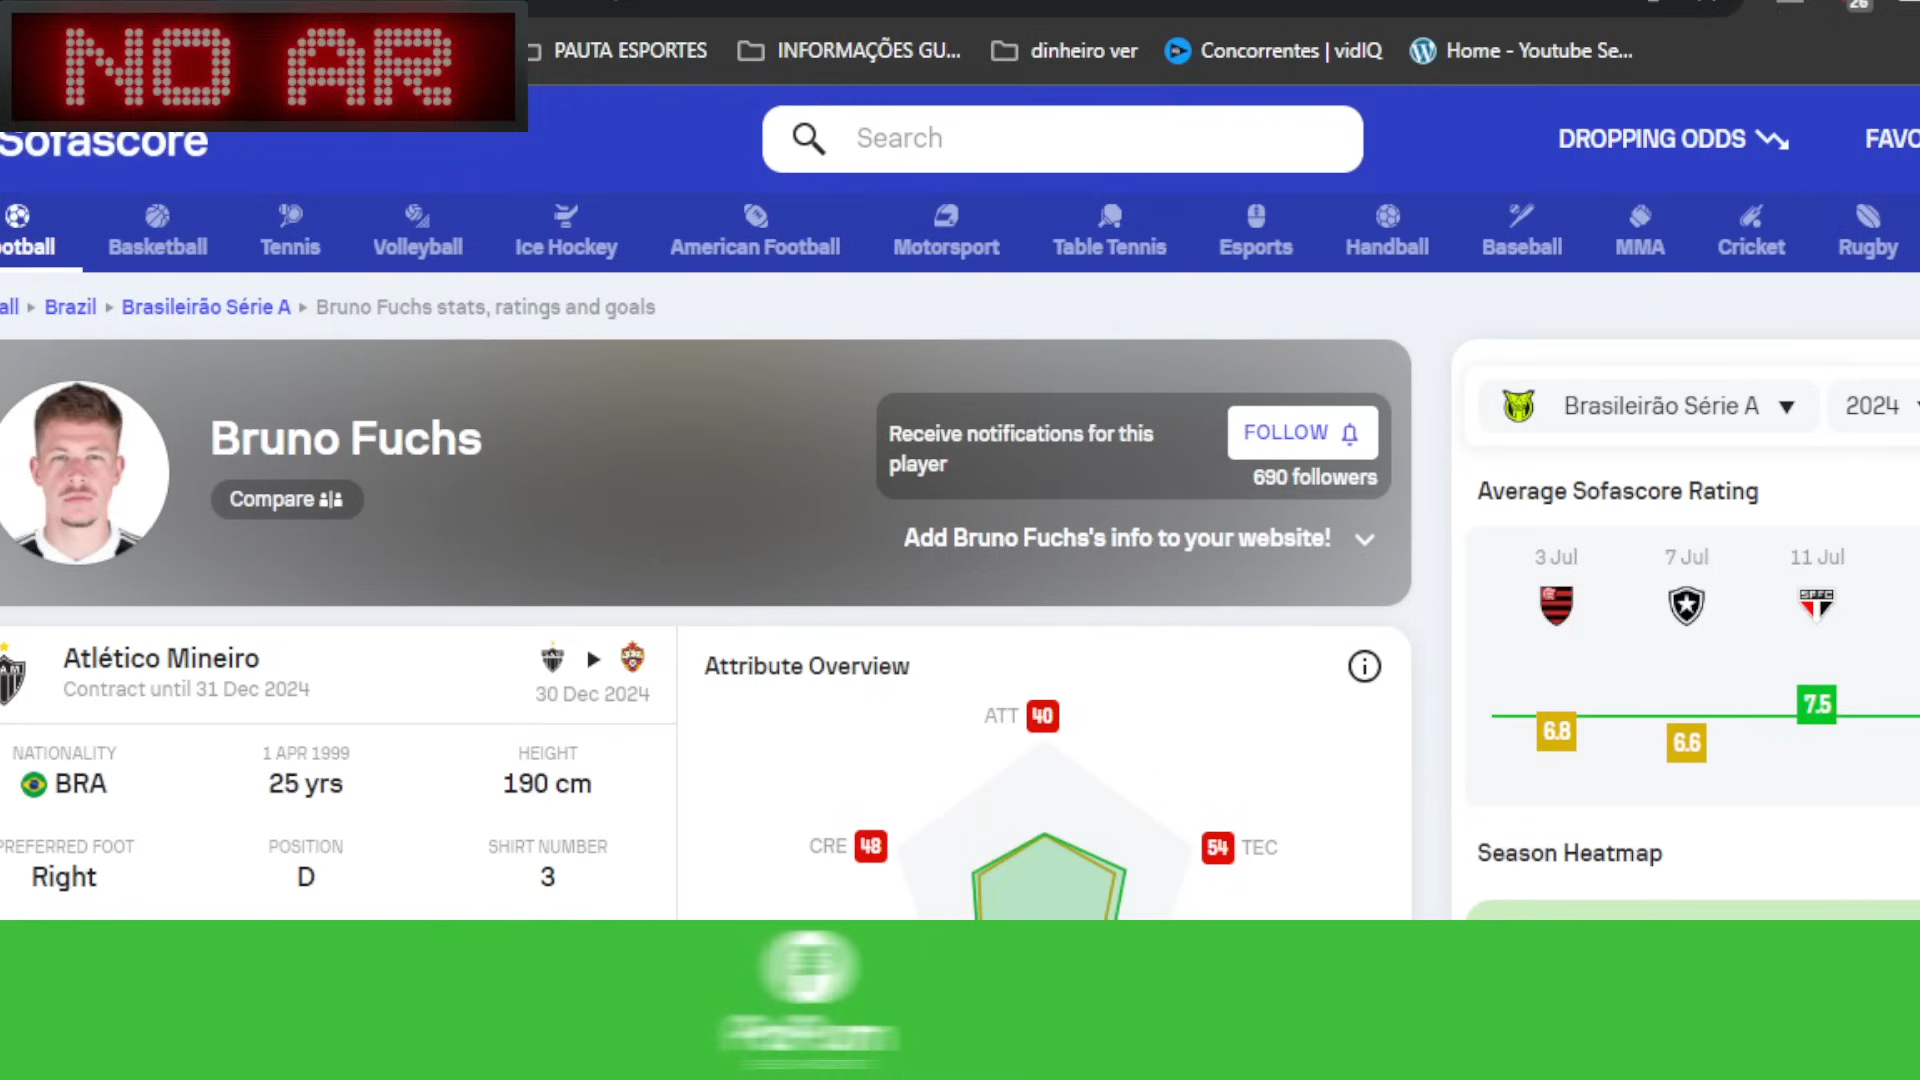 26
NO AR
PAUTA ESPORTES
INFORMAÇÕES GU...
dinheiro ver
Concorrentes | vidIQ
Home - Youtube Se...
Sofascore
Search
DROPPING ODDS
FAVO
ootball
Basketball
Tennis
Volleyball
Ice Hockey
American Football
Motorsport
Table Tennis
Esports
Handball
Baseball
MMA
Cricket
Rugby
all
Brazil
Brasileirão Série A
Bruno Fuchs stats, ratings and goals
Bruno Fuchs
Compare
Receive notifications for this
player
FOLLOW
690 followers
Add Bruno Fuchs's info to your website!
Brasileirão Série A
2024
Average Sofascore Rating
3 Jul
7 Jul
11 Jul
SPFC
6.8
6.6
7.5
Season Heatmap
Atlético Mineiro
Contract until 31 Dec 2024
30 Dec 2024
NATIONALITY
BRA
1 APR 1999
25 yrs
HEIGHT
190 cm
PREFERRED FOOT
Right
POSITION
D
SHIRT NUMBER
3
Attribute Overview
ATT 40
CRE 48
54 TEC